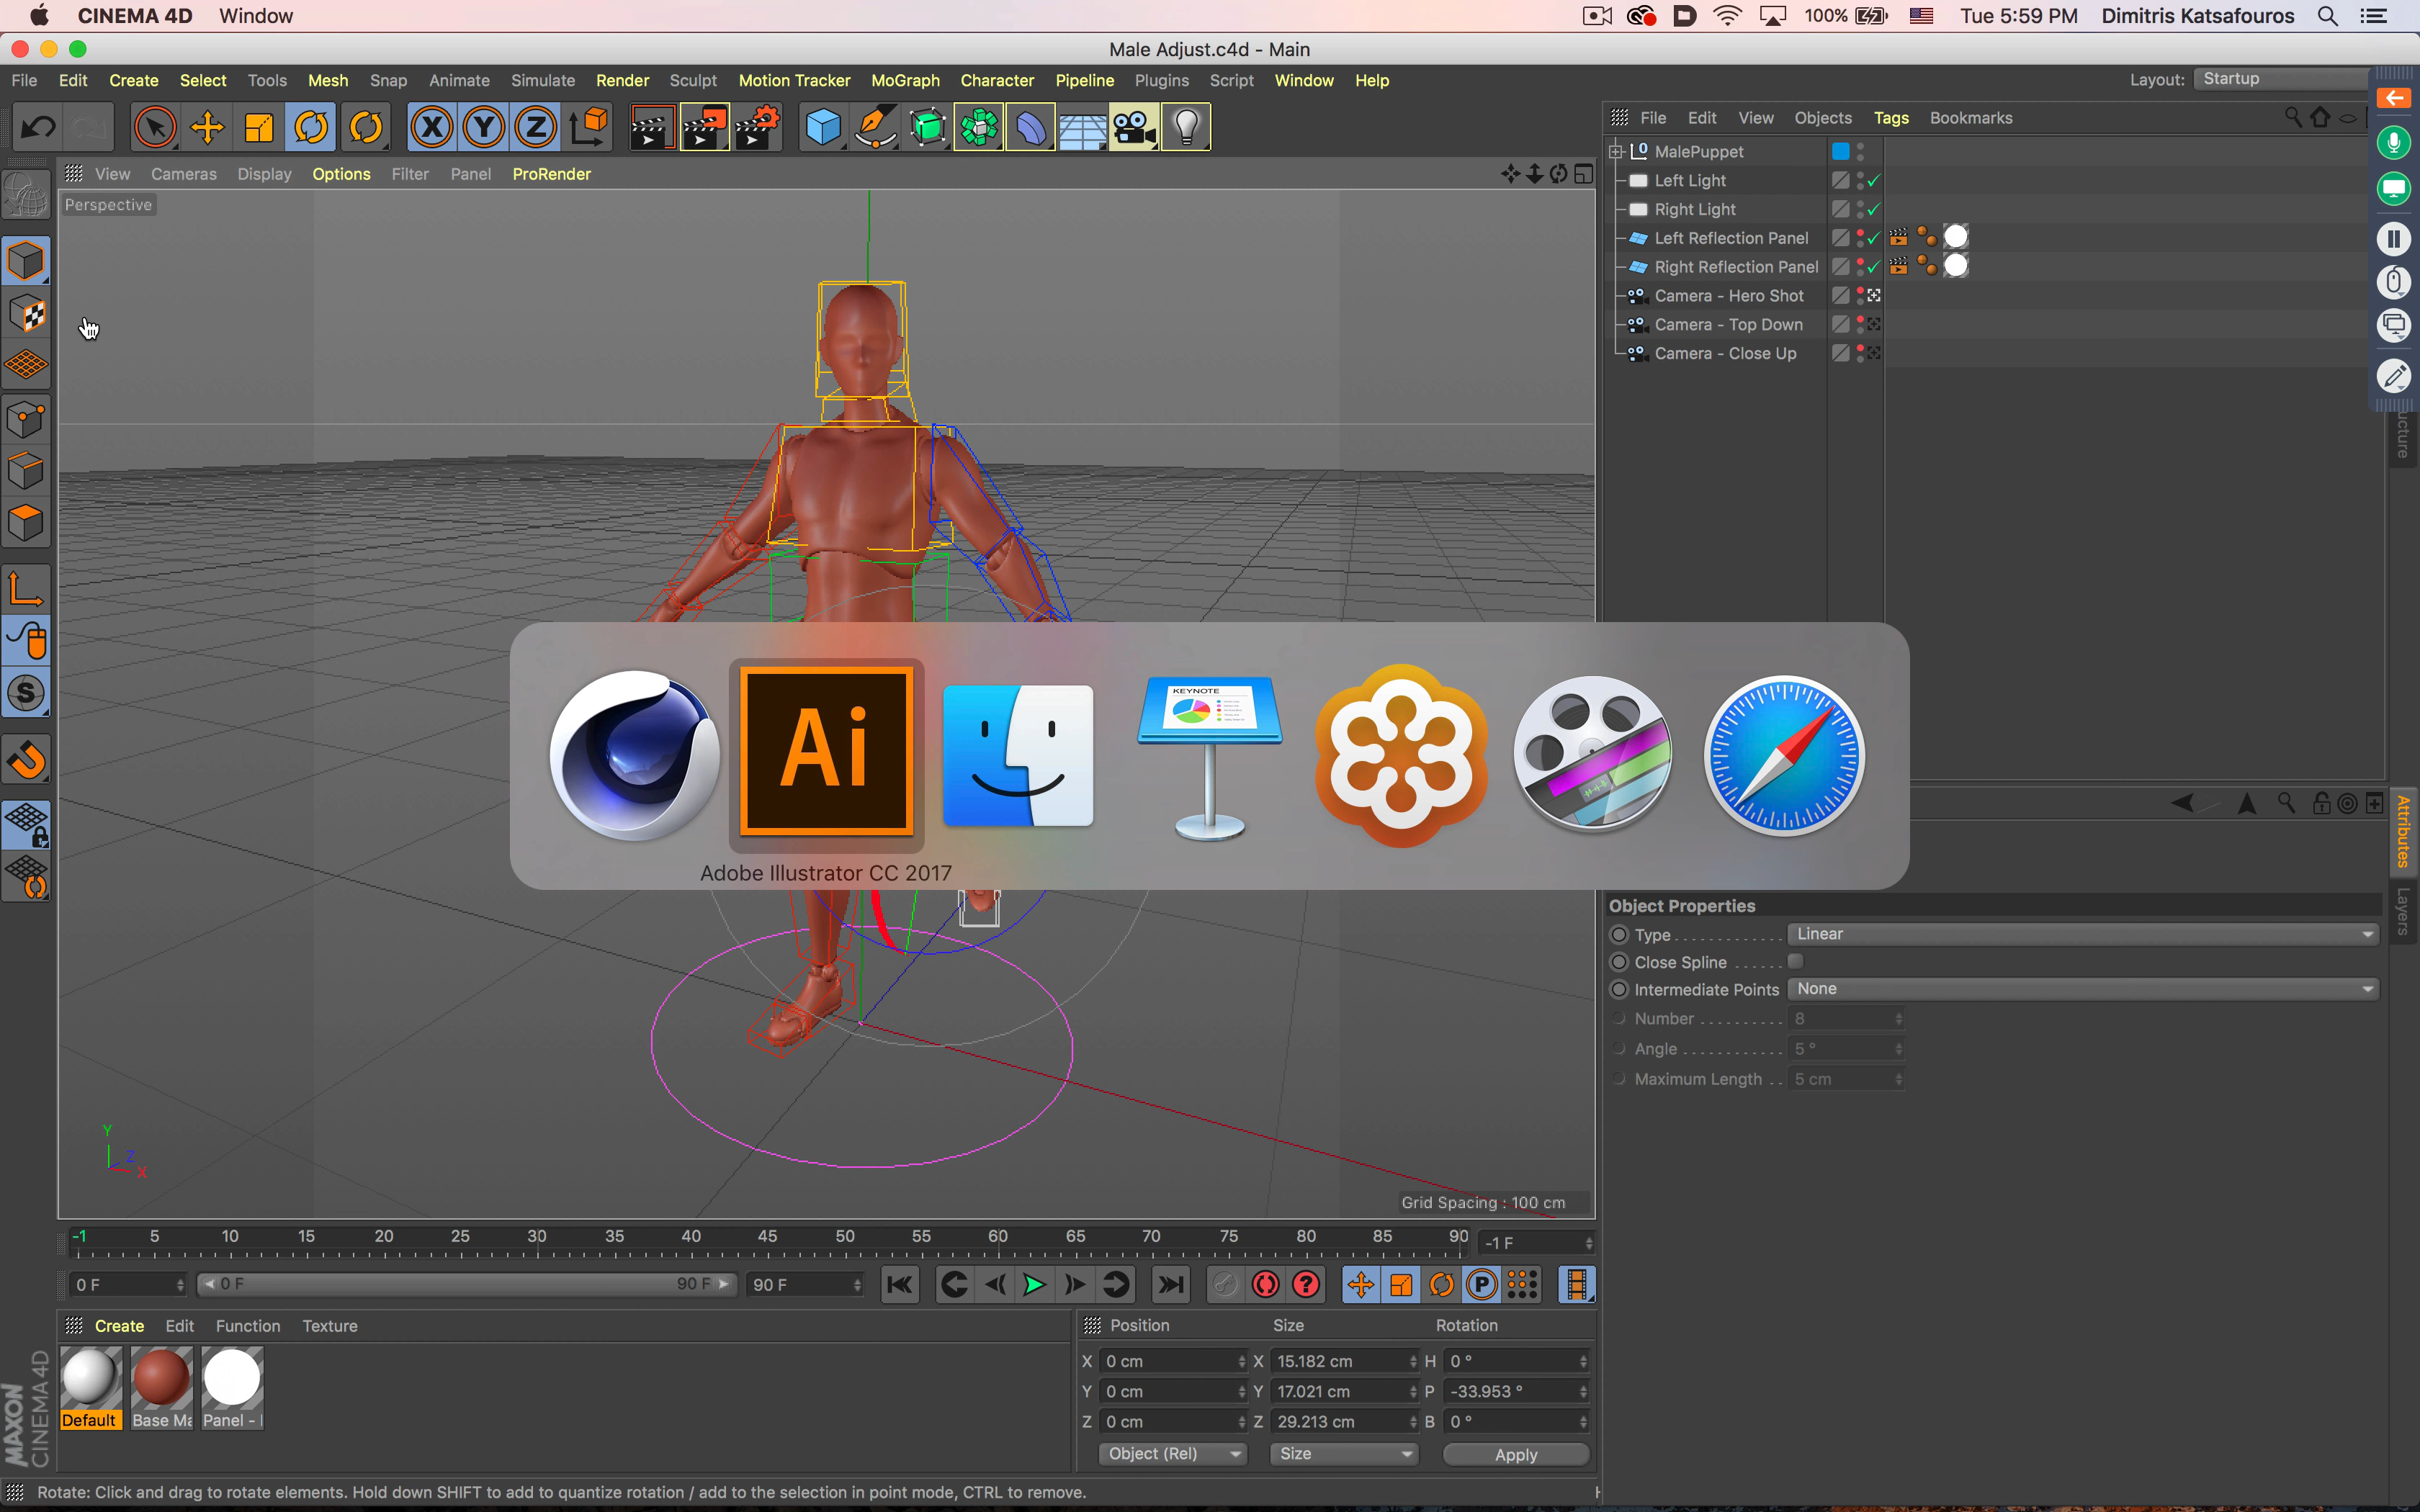 CINEMA 4D Window 100% Tue 5:59 PM Dimitris Katsafouros
Male Adjust.c4d - Main
File Edit Create Select Tools Mesh Snap Animate Simulate Render Sculpt Motion Tracker MoGraph Character Pipeline Plugins Script Window Help Layout: Startup
X Y Z
File Edit View Objects Tags Bookmarks
View Cameras Display Options Filter Panel ProRender
Perspective
MalePuppet
Left Light
Right Light
Left Reflection Panel
Right Reflection Panel
Camera - Hero Shot
Camera - Top Down
Camera - Close Up
ucture
S
KEYNOTE
Ai
Adobe Illustrator CC 2017
Attributes
Layers
Object Properties
Type Linear
Close Spline
Intermediate Points None
Number 8
Angle 5 °
Maximum Length 5 cm
Y
Z
X
Grid Spacing : 100 cm
-1 5 10 15 20 25 30 35 40 45 50 55 60 65 70 75 80 85 90 -1 F
0 F 0 F 90 F 90 F P
Create Edit Function Texture
Default Base Ma Panel - 
Position Size Rotation
X 0 cm X 15.182 cm H 0 °
Y 0 cm Y 17.021 cm P -33.953 °
Z 0 cm Z 29.213 cm B 0 °
Object (Rel) Size Apply
MAXON CINEMA 4D
Rotate: Click and drag to rotate elements. Hold down SHIFT to add to quantize rotation / add to the selection in point mode, CTRL to remove.